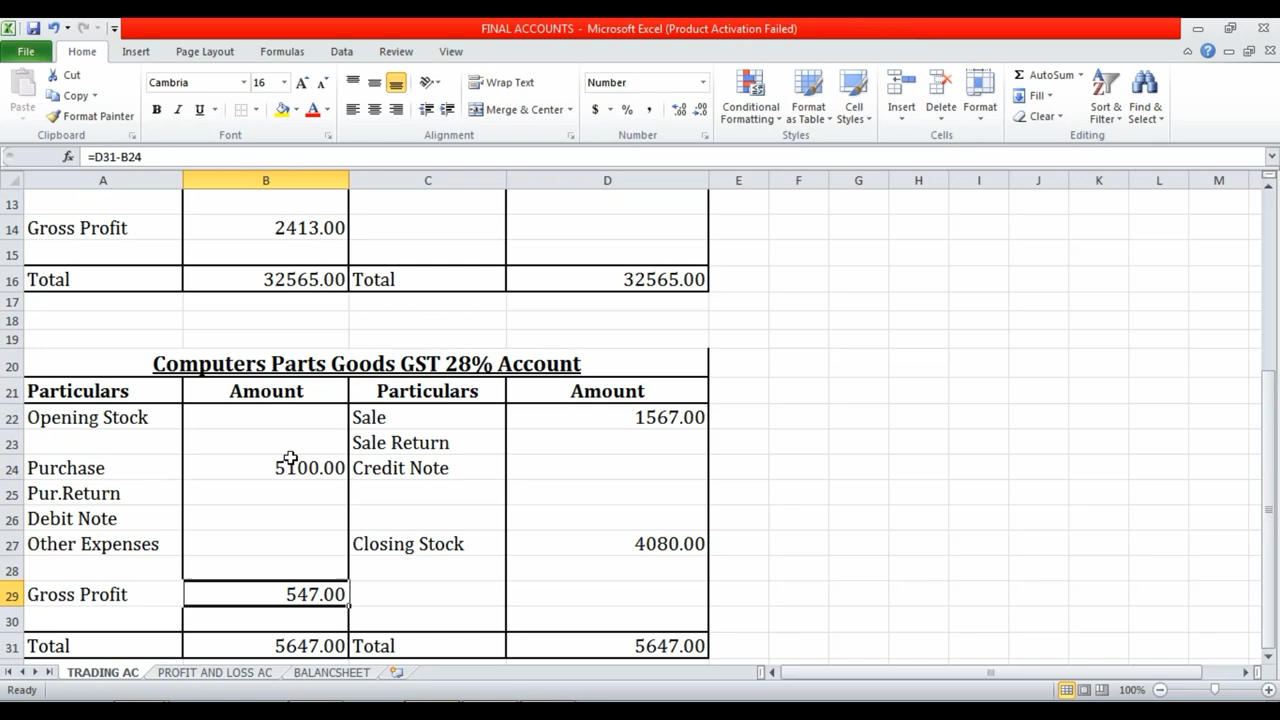 FINAL ACCOUNTS - Microsoft Excel (Product Activation Failed)
File Home Insert Page Layout Formulas Data Review View
Paste Cut Copy Format Painter Clipboard
Cambria 16 A A B I U A Font
Wrap Text Merge & Center Alignment
Number $ % , Number
Conditional Formatting Format as Table Cell Styles Styles
Insert Delete Format Cells
Σ AutoSum Fill Clear Sort & Filter Find & Select Editing
fx =D31-B24
A B C D E F G H I J K L M
13
14 Gross Profit 2413.00
15
16 Total 32565.00 Total 32565.00
17
18
19
20 Computers Parts Goods GST 28% Account
21 Particulars Amount Particulars Amount
22 Opening Stock Sale 1567.00
23 Sale Return
24 Purchase 5100.00 Credit Note
25 Pur.Return
26 Debit Note
27 Other Expenses Closing Stock 4080.00
28
29 Gross Profit 547.00
30
31 Total 5647.00 Total 5647.00
TRADING AC PROFIT AND LOSS AC BALANCSHEET
Ready 100%